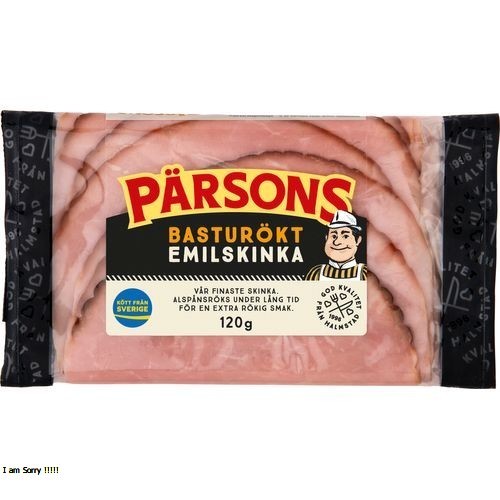 PÄRSONS
BASTURÖKT
EMILSKINKA
VÅR FINASTE SKINKA.
ALSPÅNSRÖKS UNDER LÅNG TID
FÖR EN EXTRA RÖKIG SMAK.
120g
KÖTT FRÅN
SVERIGE
GOD KVALITET
FRÅN HALMSTAD
1996
I am Sorry !!!!!